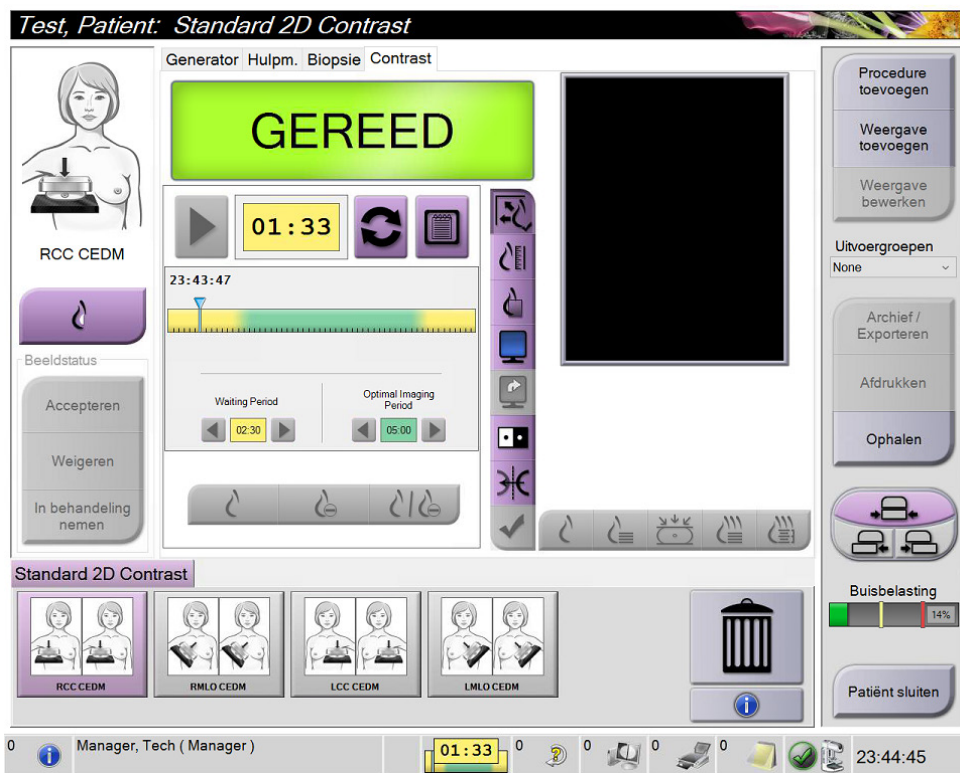 Test, Patient:  Standard 2D Contrast
Generator Hulpm. Biopsie Contrast
GEREED
01:33
23:43:47
Waiting Period
02:30
Optimal Imaging
Period
05:00
RCC CEDM
Beeldstatus
Accepteren
Weigeren
In behandeling
nemen
Procedure
toevoegen
Weergave
toevoegen
Weergave
bewerken
Uitvoergroepen
None
Archief /
Exporteren
Afdrukken
Ophalen
Buisbelasting
14%
Patiënt sluiten
Standard 2D Contrast
RCC CEDM
RMLO CEDM
LCC CEDM
LMLO CEDM
0 Manager, Tech ( Manager ) 01:33 0 0 0 0 23:44:45